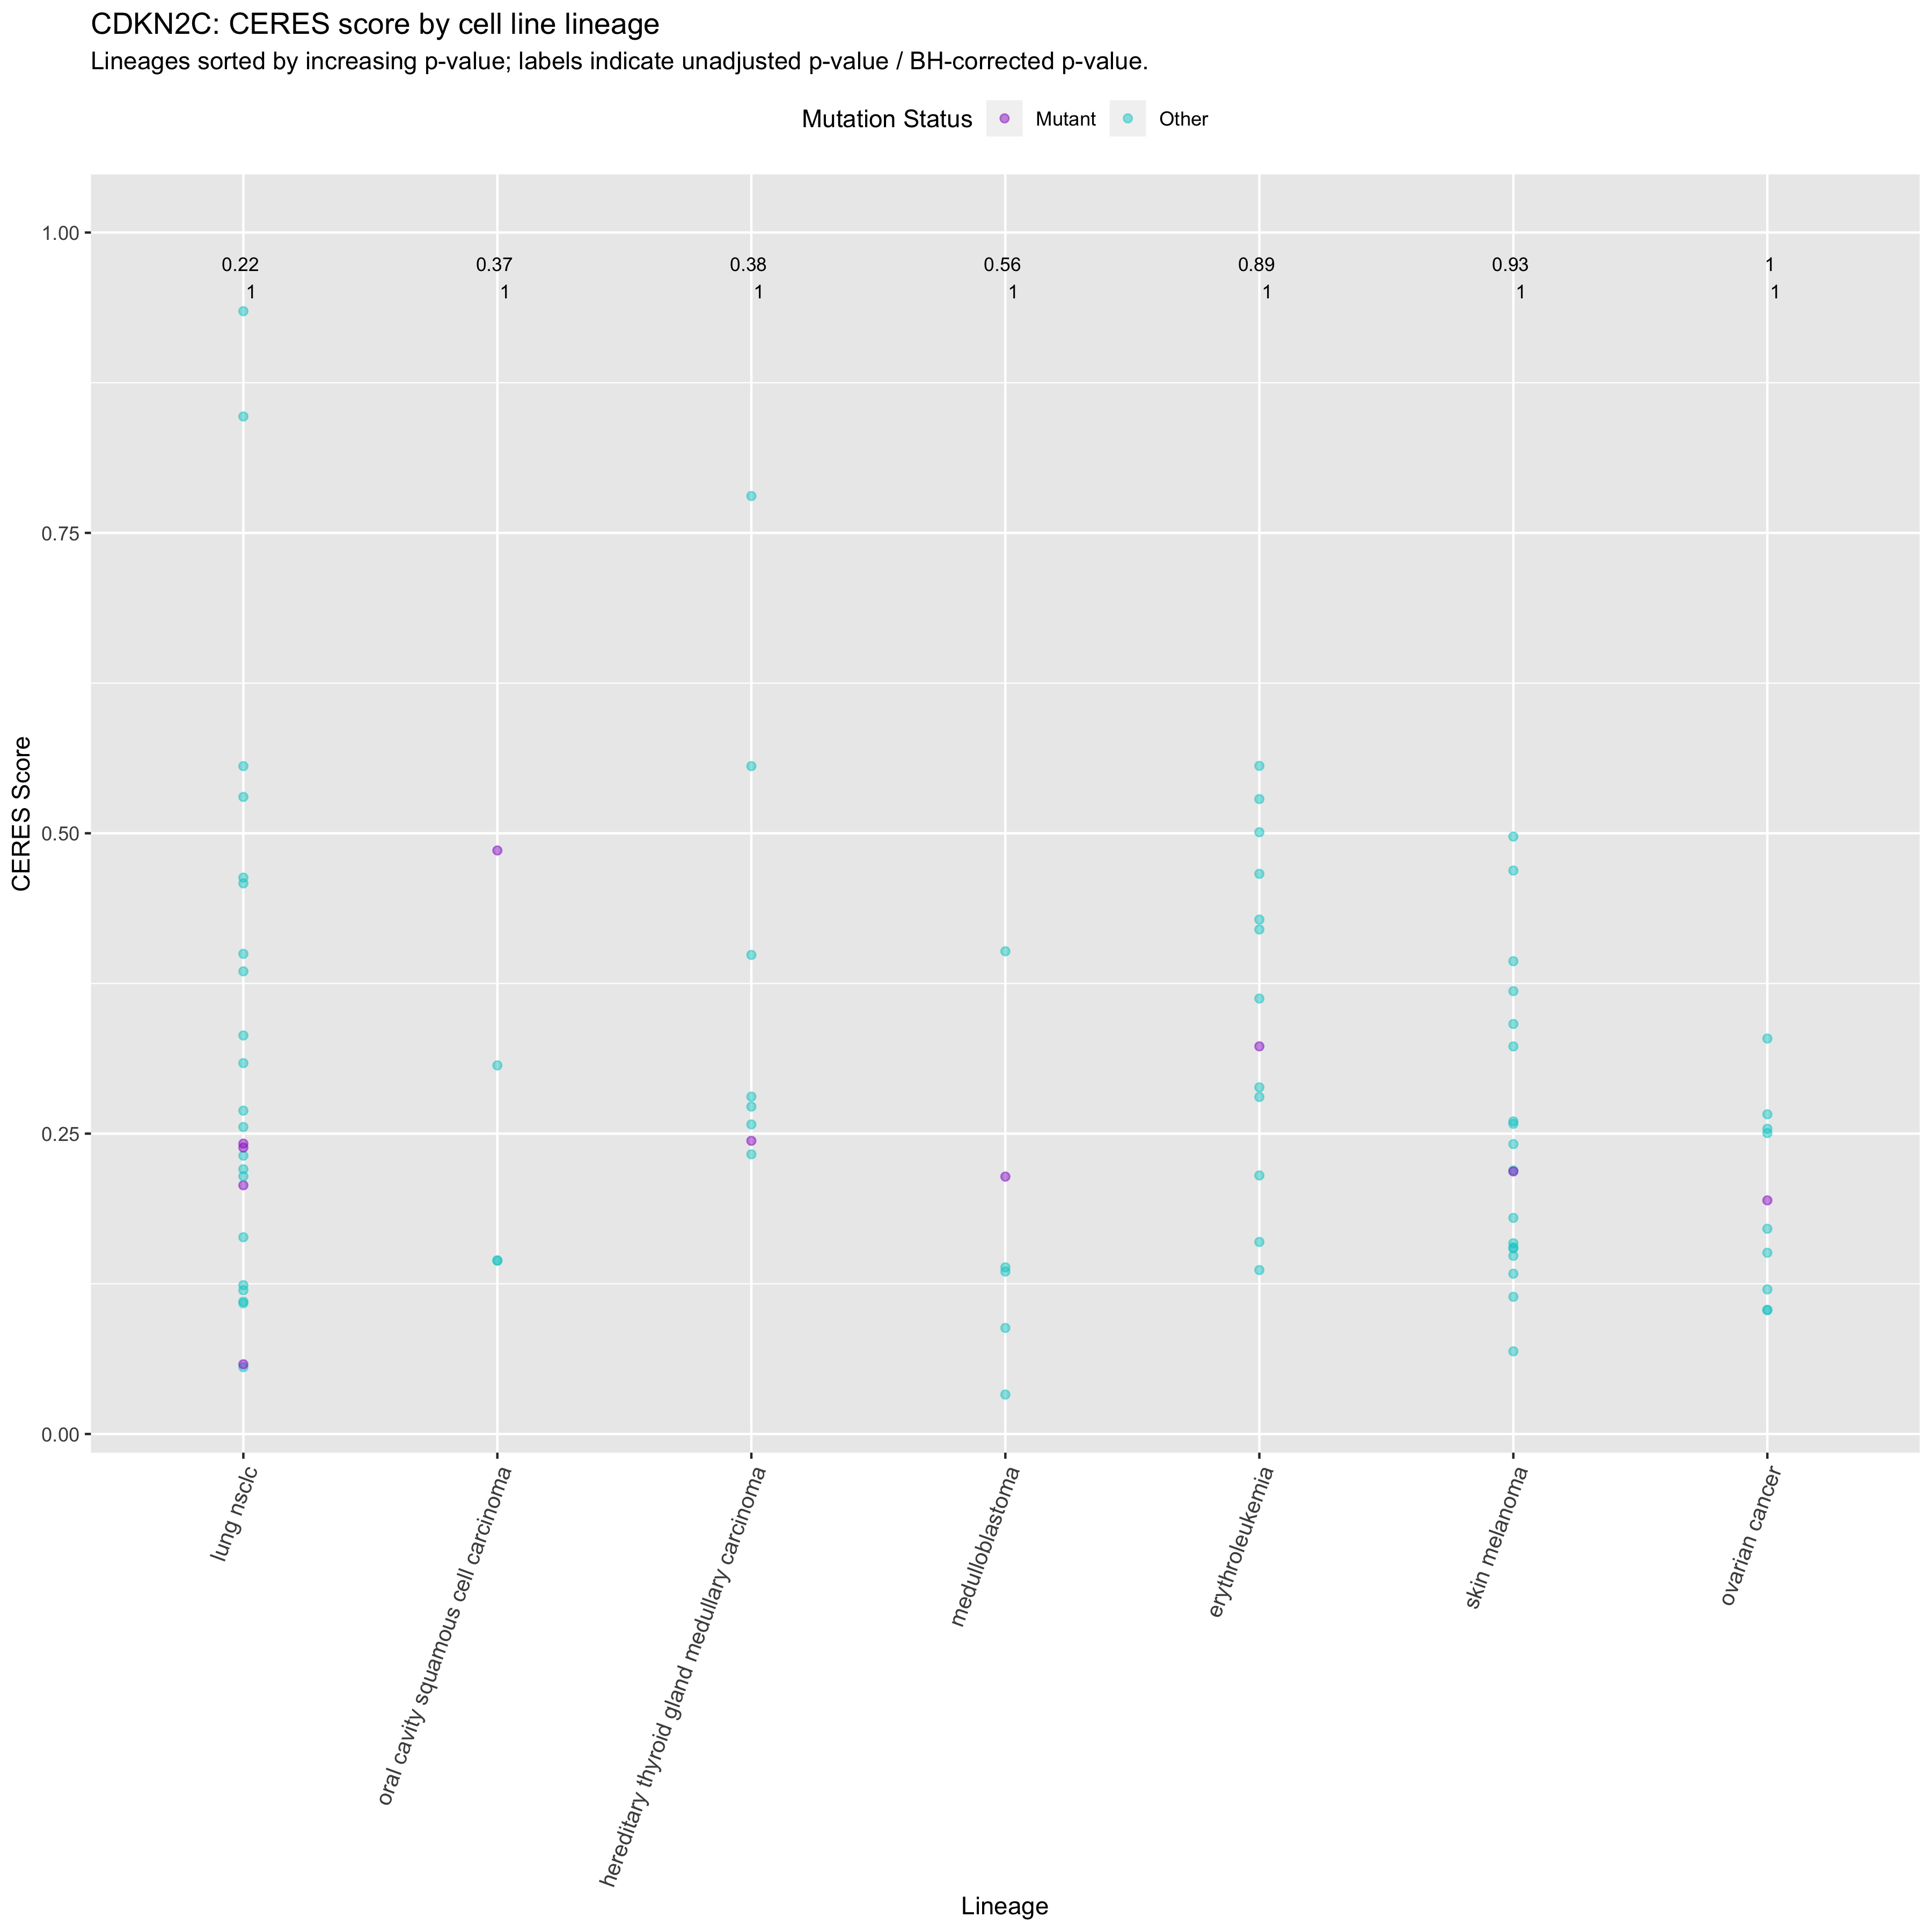 CDKN2C: CERES score by cell line lineage
Lineages sorted by increasing p-value; labels indicate unadjusted p-value / BH-corrected p-value.
Mutation Status Mutant Other
1.00
0.22 0.37 0.38 0.56 0.89 0.93 1
1 1 1 1 1 1 1
0.75
0.50
0.25
0.00
CERES Score
lung nsclc
oral cavity squamous cell carcinoma
hereditary thyroid gland medullary carcinoma
medulloblastoma
erythroleukemia
skin melanoma
ovarian cancer
Lineage